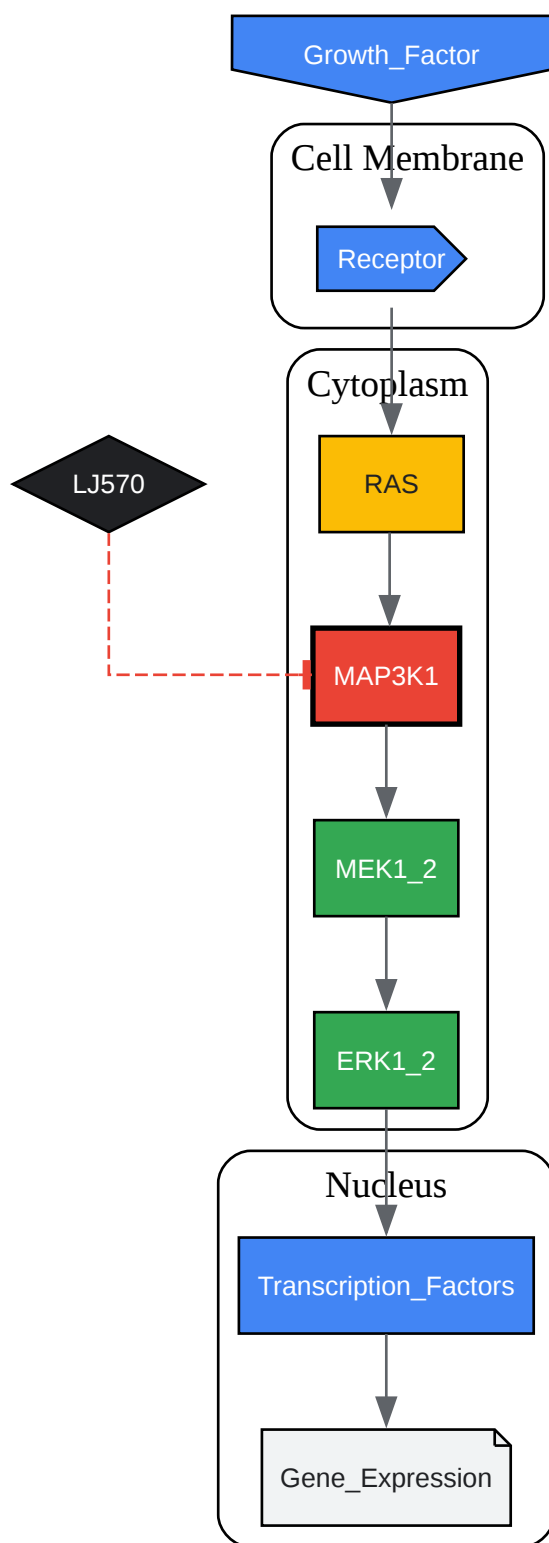 Growth_Factor
Cell Membrane
Receptor
Cytoplasm
LJ570
RAS
MAP3K1
MEK1_2
ERK1_2
Nucleus
Transcription_Factors
Gene_Expression